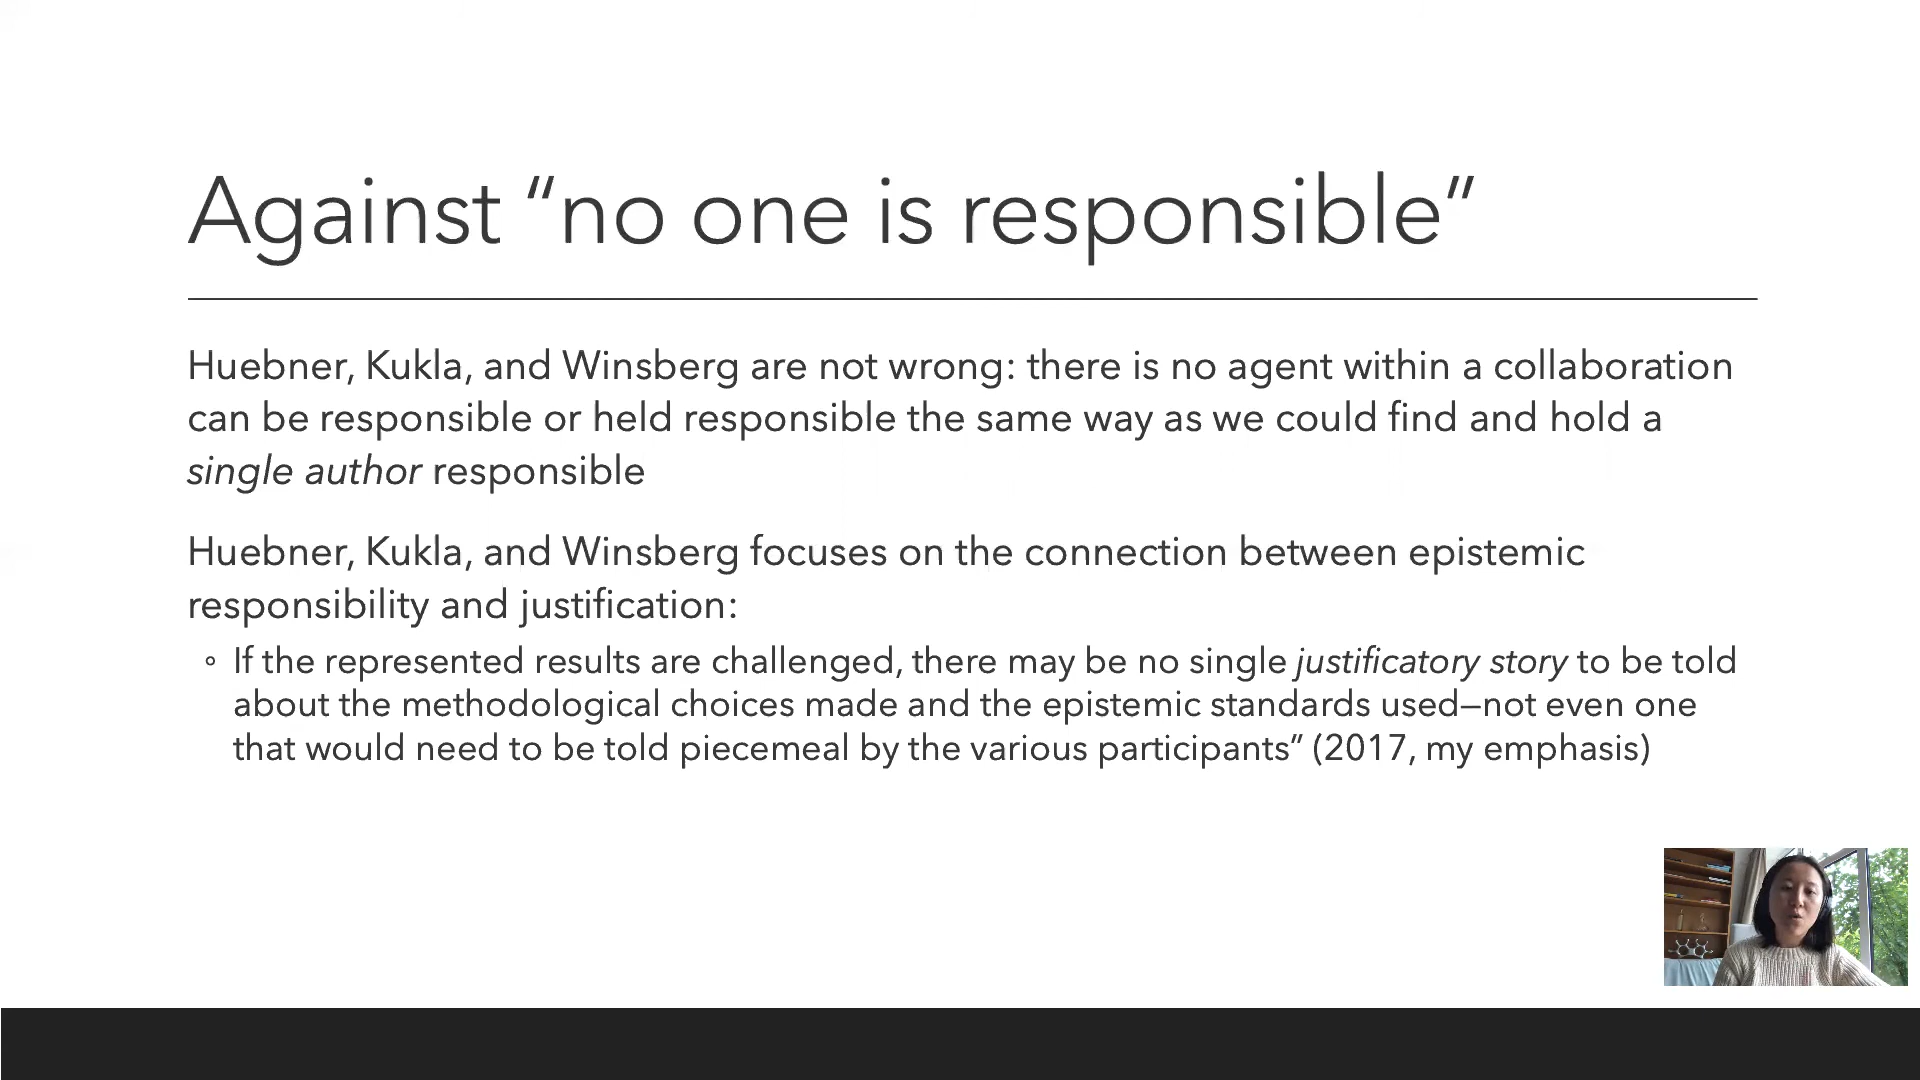 Against “no one is responsible”
Huebner, Kukla, and Winsberg are not wrong: there is no agent within a collaboration
can be responsible or held responsible the same way as we could find and hold a
single author responsible
Huebner, Kukla, and Winsberg focuses on the connection between epistemic
responsibility and justification:
◦ If the represented results are challenged, there may be no single justificatory story to be told
about the methodological choices made and the epistemic standards used—not even one
that would need to be told piecemeal by the various participants” (2017, my emphasis)